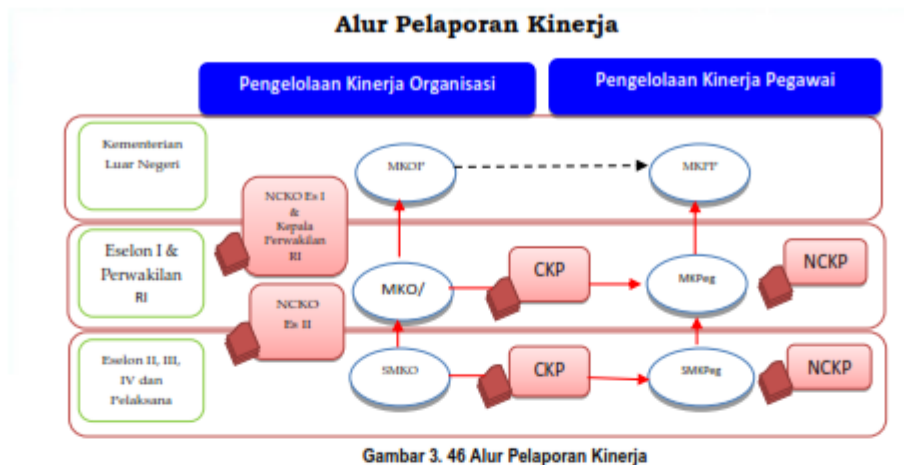 Alur Pelaporan Kinerja
Pengelolaan Kinerja Organisasi
Pengelolaan Kinerja Pegawai
Kementerian
Luar Negeri
MKOP
MKPP
NCKO Es I
&
Kepala
Perwakilan
RI
Eselon I &
Perwakilan
RI
MKO/
CKP
MKPeg
NCKP
NCKO
Es II
Eselon II, III,
IV dan
Pelaksana
SMKO
CKP
SMKPeg
NCKP
Gambar 3. 46 Alur Pelaporan Kinerja